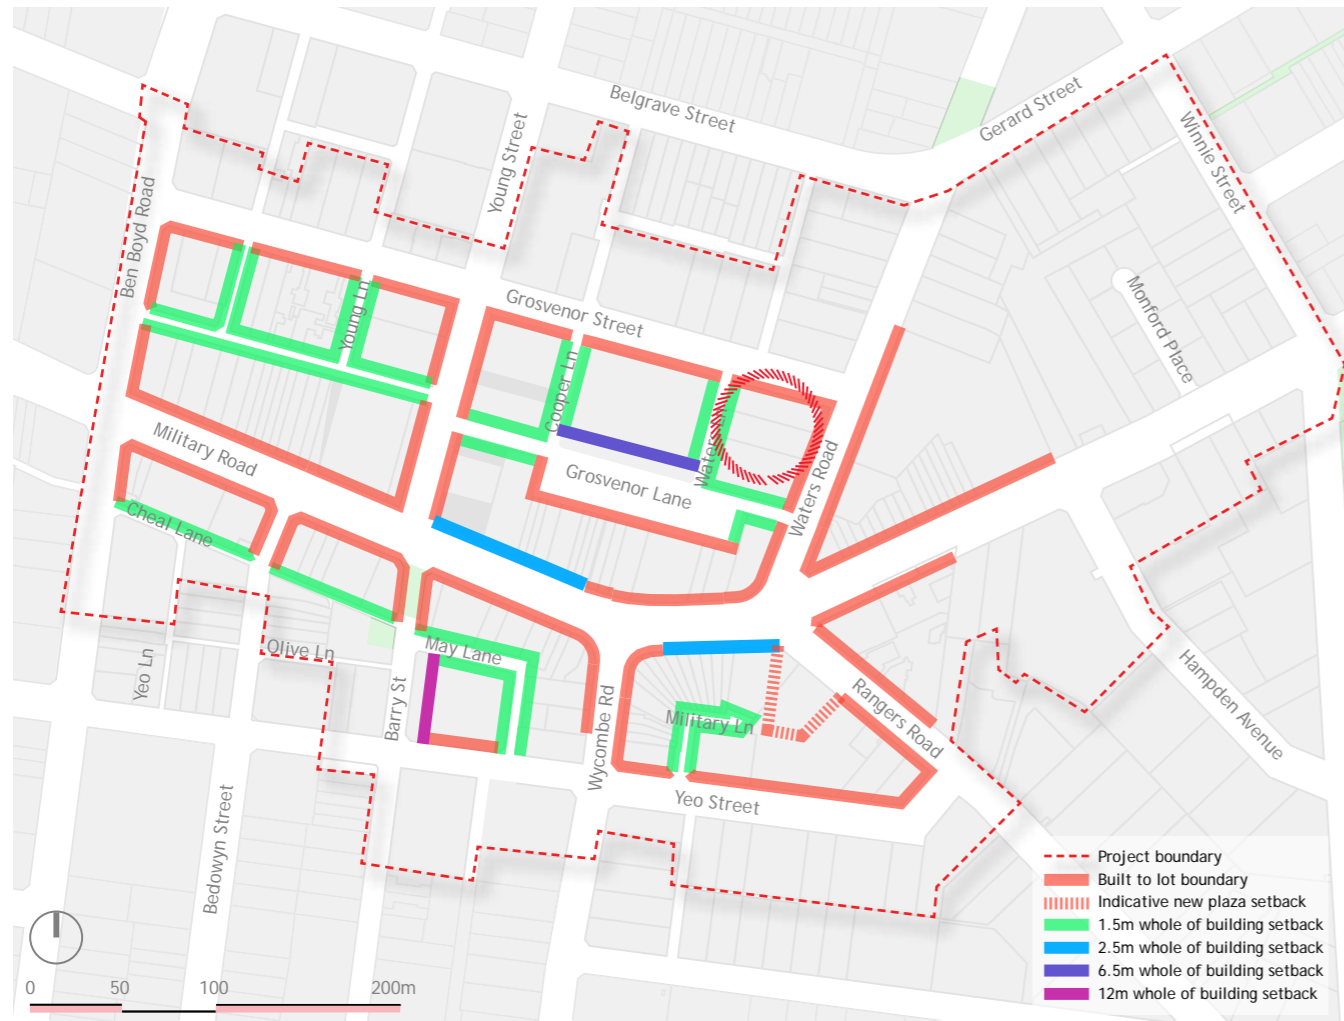 Belgrave Street
Gerard Street
Winnie Street
Young Street
Ben Boyd Road
Monford Place
Grosvenor Street
Young Ln
Cooper Ln
Waters Ln
Grosvenor Lane
Waters Road
Military Road
Cheal Lane
Olive Ln
May Lane
Yeo Ln
Barry St
Wycombe Rd
Military Ln
Rangers Road
Hampden Avenue
Yeo Street
Bedowyn Street
Project boundary
Built to lot boundary
Indicative new plaza setback
1.5m whole of building setback
2.5m whole of building setback
6.5m whole of building setback
12m whole of building setback
0 50 100 200m